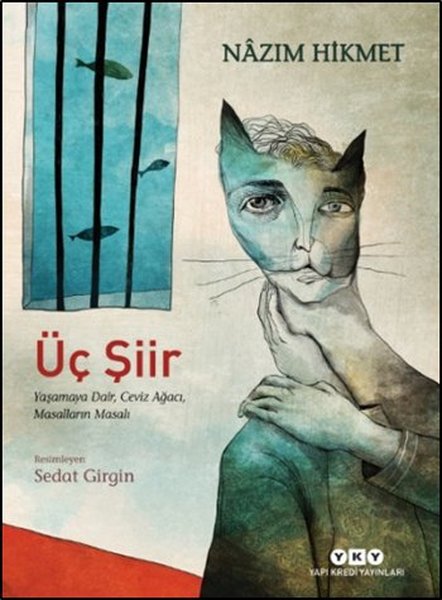 NÂZIM HİKMET
Üç Şiir
Yaşamaya Dair, Ceviz Ağacı,
Masalların Masalı
Resimleyen
Sedat Girgin
YKY
YAPI KREDİ YAYINLARI